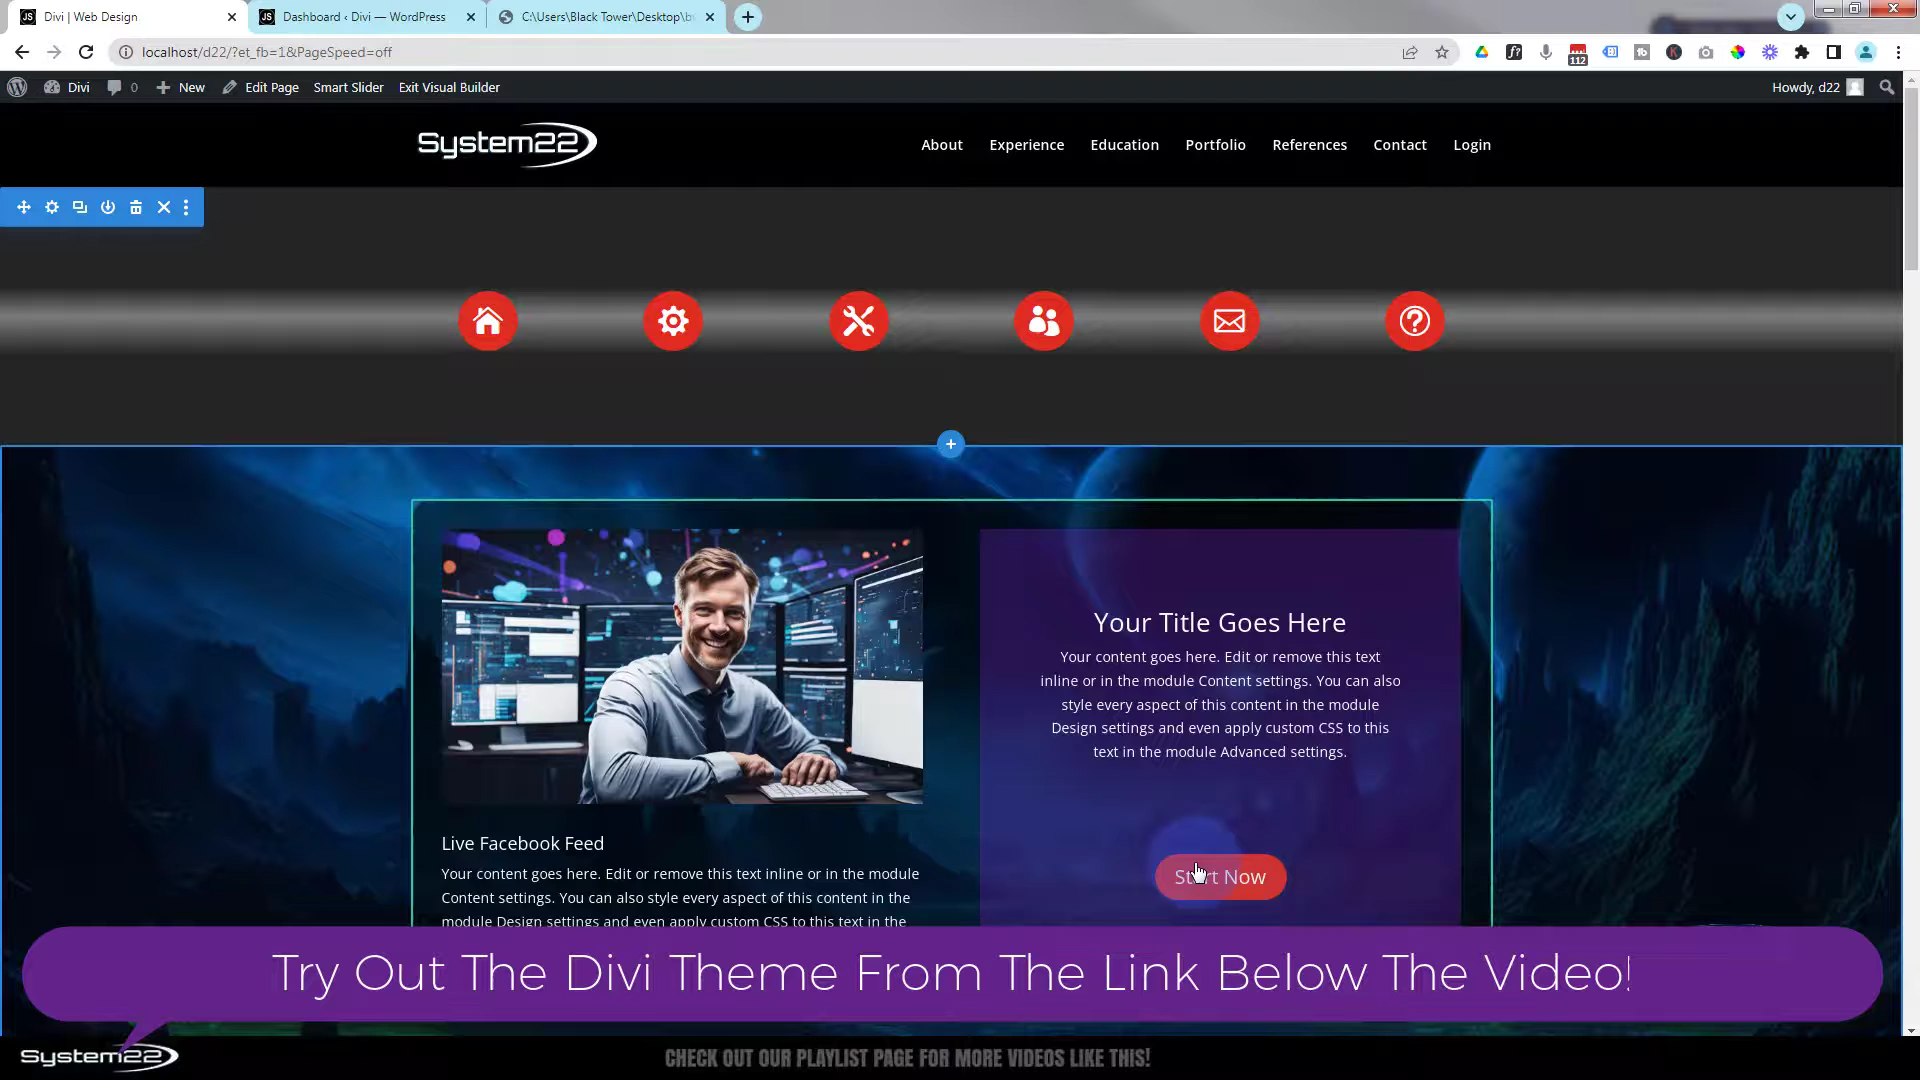 Divi | Web Design
Dashboard ‹ Divi — WordPress
C:\Users\Black Tower\Desktop\b
localhost/d22/?et_fb=1&PageSpeed=off
112
Divi
0
New
Edit Page
Smart Slider
Exit Visual Builder
Howdy, d22
System22
About
Experience
Education
Portfolio
References
Contact
Login
Live Facebook Feed
Your content goes here. Edit or remove this text inline or in the module
Content settings. You can also style every aspect of this content in the
module Design settings and even apply custom CSS to this text in the
Your Title Goes Here
Your content goes here. Edit or remove this text
inline or in the module Content settings. You can also
style every aspect of this content in the module
Design settings and even apply custom CSS to this
text in the module Advanced settings.
Start Now
Try Out The Divi Theme From The Link Below The Video!
System22
CHECK OUT OUR PLAYLIST PAGE FOR MORE VIDEOS LIKE THIS!